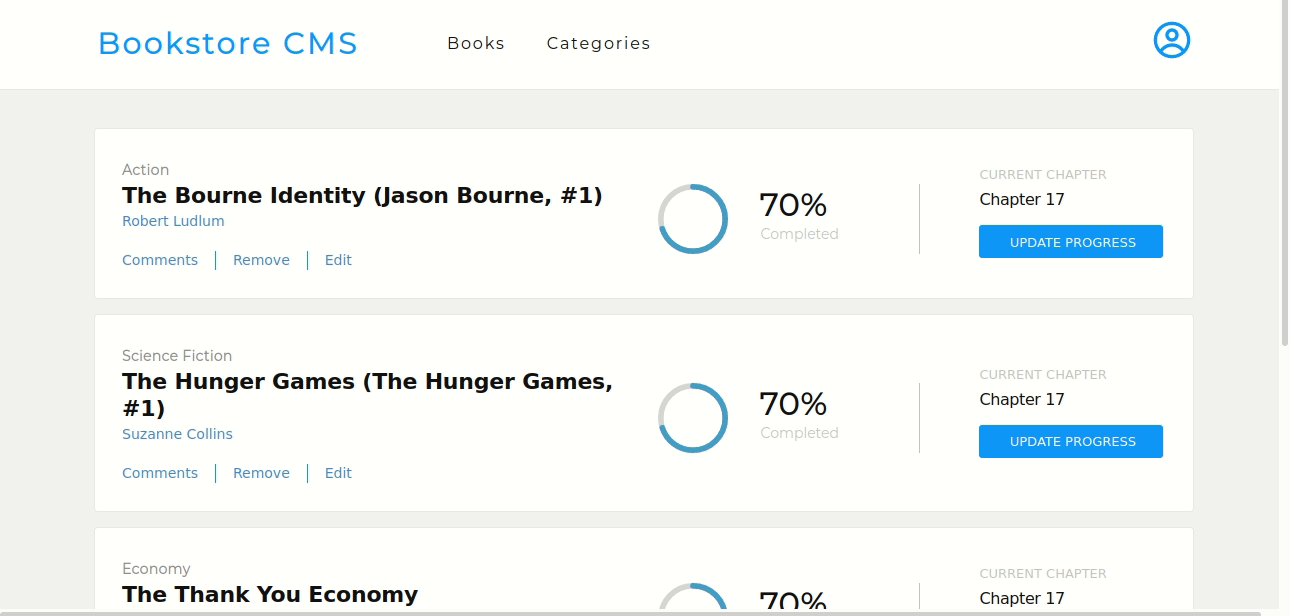 Bookstore CMS Books Categories
Action
The Bourne Identity (Jason Bourne, #1)
Robert Ludlum
Comments Remove Edit
70%
Completed
CURRENT CHAPTER
Chapter 17
UPDATE PROGRESS
Science Fiction
The Hunger Games (The Hunger Games,
#1)
Suzanne Collins
Comments Remove Edit
70%
Completed
CURRENT CHAPTER
Chapter 17
UPDATE PROGRESS
Economy
The Thank You Economy
70%
CURRENT CHAPTER
Chapter 17